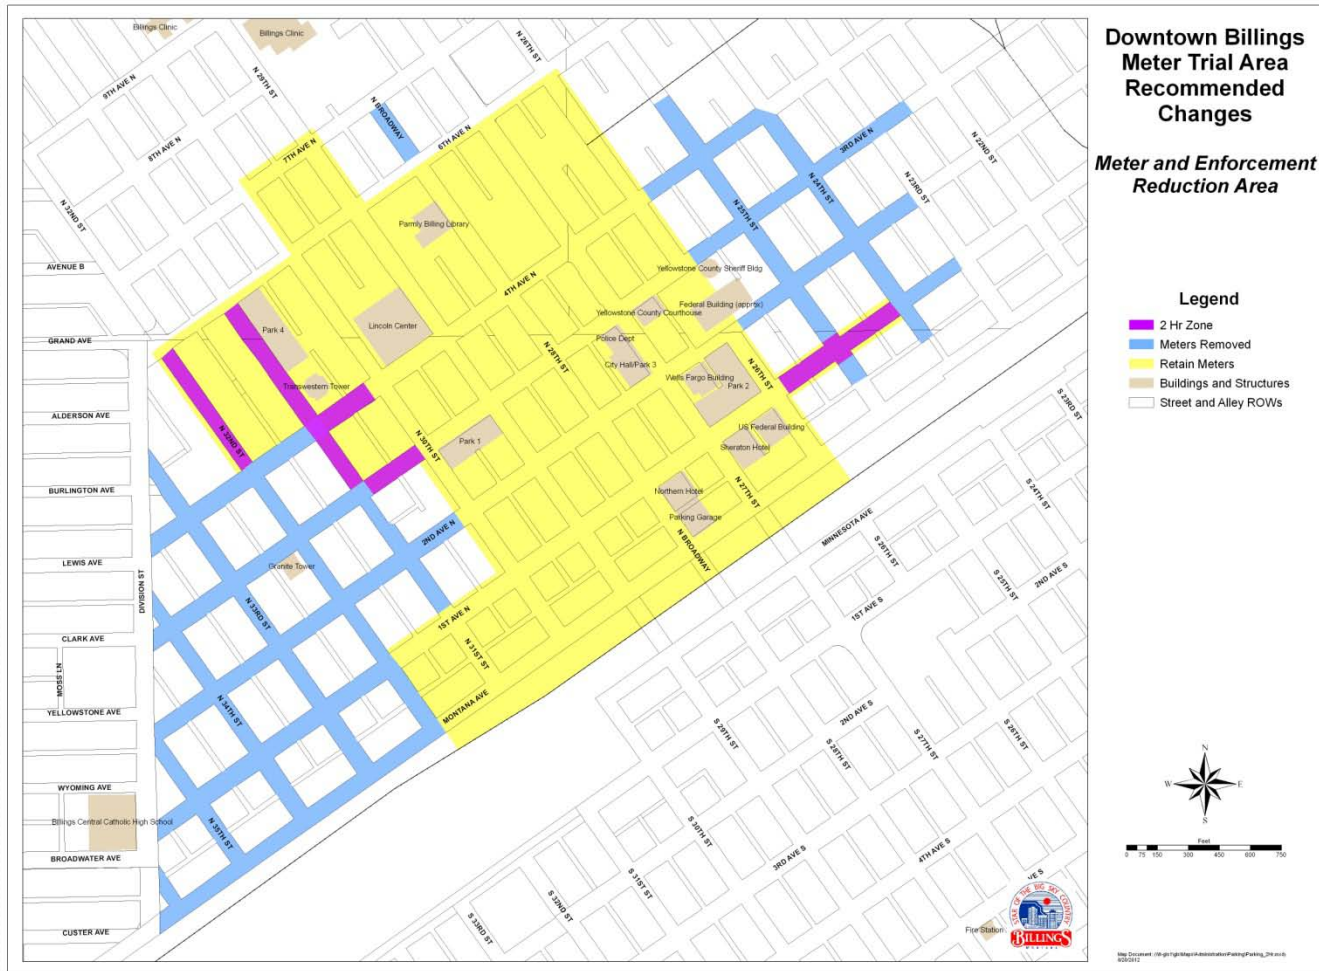 Downtown Billings
Meter Trial Area
Recommended
Changes
Meter and Enforcement
Reduction Area
Legend
2 Hr Zone
Meters Removed
Retain Meters
Buildings and Structures
Street and Alley ROWs
N
W
E
S
Feet
0 75 150 300 450 600 750
STAR OF THE BIG SKY COUNTRY
BILLINGS
MONTANA
Billings Clinic
Billings Clinic
N 26TH ST
9TH AVE N
N 29TH ST
N BROADWAY
6TH AVE N
8TH AVE N
7TH AVE N
3RD AVE N
N 22ND ST
N 24TH ST
N 23RD ST
N 32ND ST
N 25TH ST
Parmly Billing Library
AVENUE B
Yellowstone County Sheriff Bldg
4TH AVE N
Federal Building (approx)
Yellowstone County Courthouse
Park 4
Lincoln Center
GRAND AVE
Police Dept
N 28TH ST
City Hall/Park 3
N 26TH ST
Wells Fargo Building
Park 2
Transwestern Tower
S 23RD ST
ALDERSON AVE
US Federal Building
N 32ND ST
N 30TH ST
Park 1
Sheraton Hotel
BURLINGTON AVE
Northern Hotel
N 27TH ST
S 24TH ST
Parking Garage
2ND AVE N
MINNESOTA AVE
N BROADWAY
S 26TH ST
LEWIS AVE
Granite Tower
DIVISION ST
2ND AVE S
S 25TH ST
N 33RD ST
1ST AVE N
1ST AVE S
CLARK AVE
N 31ST ST
MOSS LN
YELLOWSTONE AVE
N 34TH ST
MONTANA AVE
2ND AVE S
S 29TH ST
S 28TH ST
S 27TH ST
S 26TH ST
WYOMING AVE
Billings Central Catholic High School
N 35TH ST
S 30TH ST
BROADWATER AVE
3RD AVE S
4TH AVE S
S 31ST ST
S 32ND ST
S 33RD ST
VE S
CUSTER AVE
Fire Station